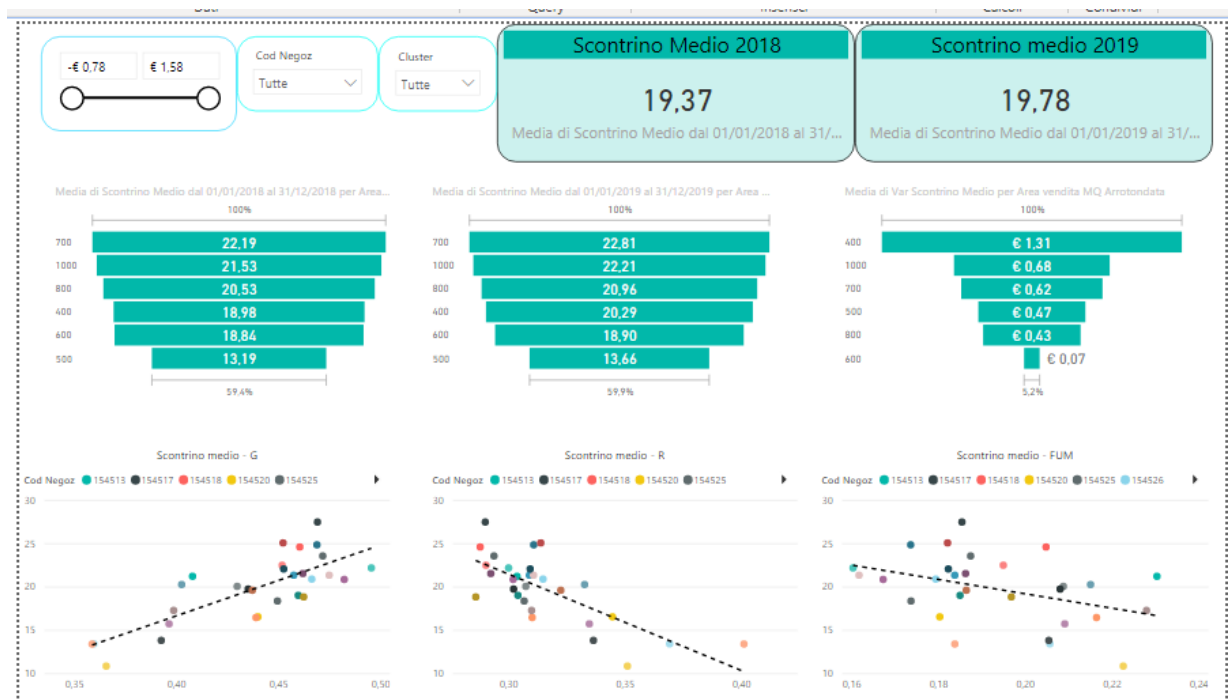 Dati Query Inserisci Calcoli Condividi
-€ 0,78 € 1,58
Cod Negoz
Tutte
Cluster
Tutte
Scontrino Medio 2018
19,37
Media di Scontrino Medio dal 01/01/2018 al 31/...
Scontrino medio 2019
19,78
Media di Scontrino Medio dal 01/01/2019 al 31/...
Media di Scontrino Medio dal 01/01/2018 al 31/12/2018 per Area...
100%
700 22,19
1000 21,53
800 20,53
400 18,98
600 18,84
500 13,19
59,4%
Media di Scontrino Medio dal 01/01/2019 al 31/12/2019 per Area ...
100%
700 22,81
1000 22,21
800 20,96
400 20,29
600 18,90
500 13,66
59,9%
Media di Var Scontrino Medio per Area vendita MQ Arrotondata
100%
400 € 1,31
1000 € 0,68
700 € 0,62
500 € 0,47
800 € 0,43
600 € 0,07
5,2%
Scontrino medio - G
Cod Negoz 154513 154517 154518 154520 154525
30
25
20
15
10
0,35 0,40 0,45 0,50
Scontrino medio - R
Cod Negoz 154513 154517 154518 154520 154525
30
25
20
15
10
0,30 0,35 0,40
Scontrino medio - FUM
Cod Negoz 154513 154517 154518 154520 154525 154526
30
25
20
15
10
0,16 0,18 0,20 0,22 0,24